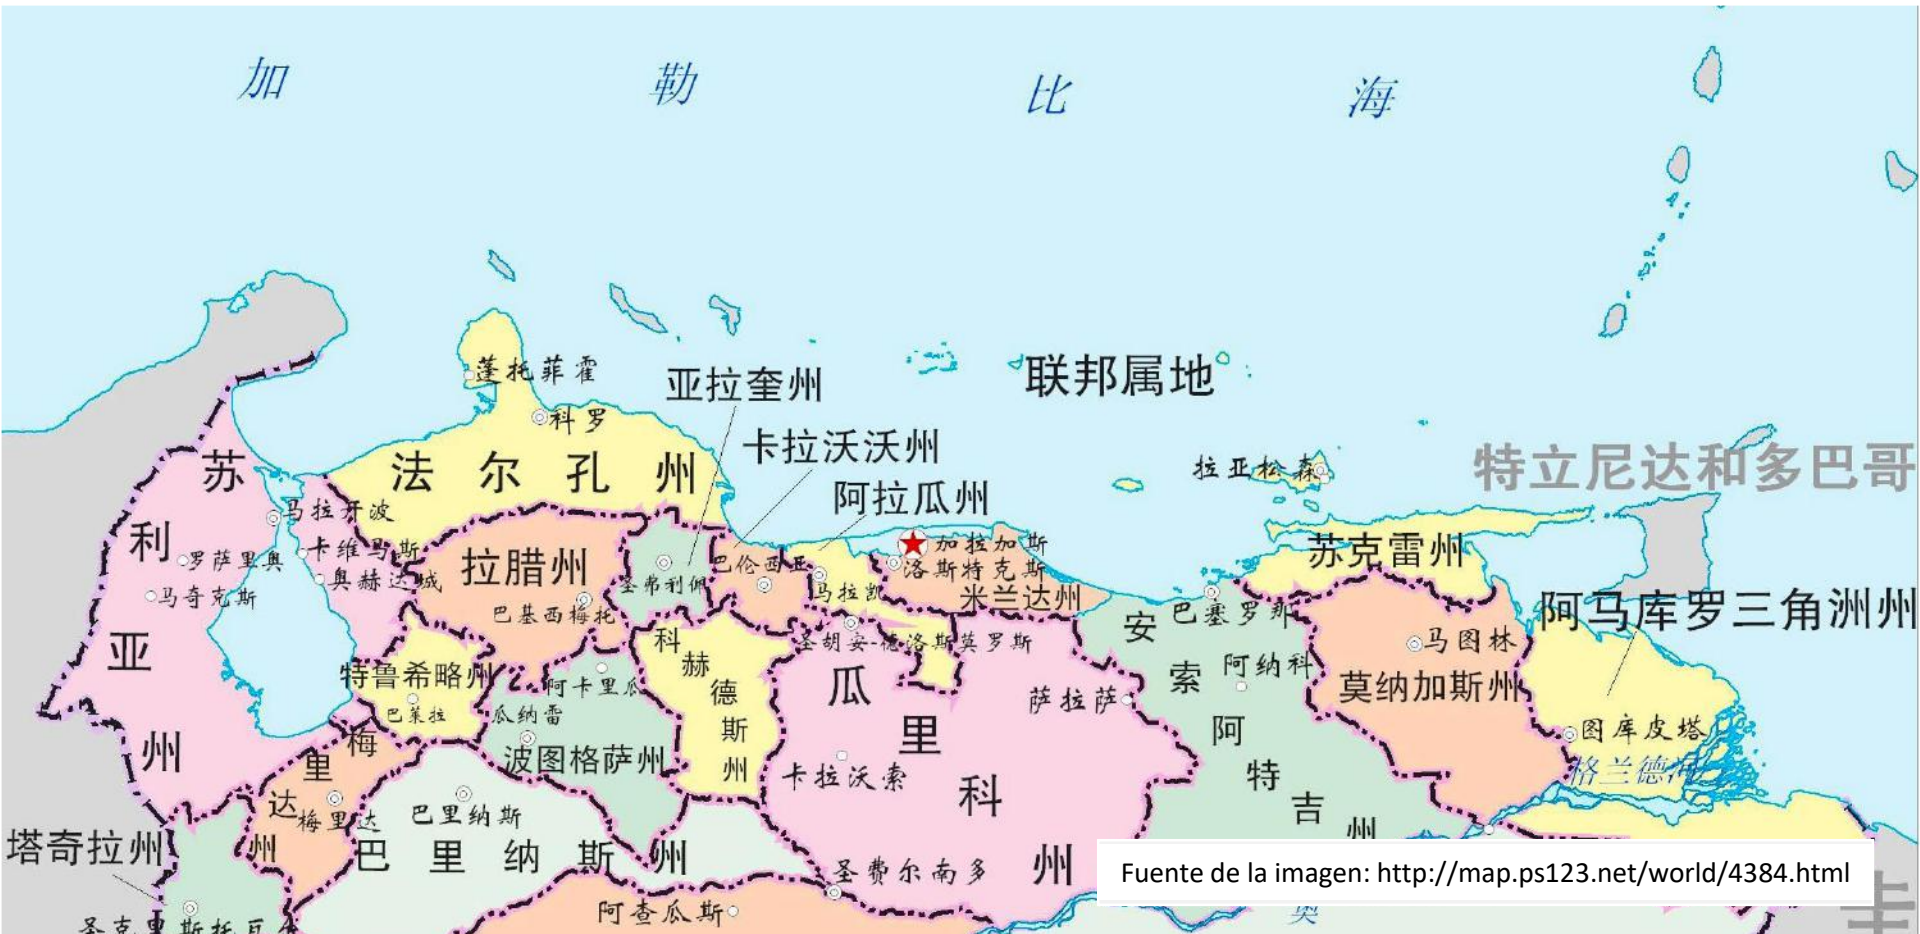 加勒比海
蓬托菲霍
亚拉奎州
联邦属地
科罗
卡拉沃沃州
法尔孔州
阿拉瓜州
拉亚松森
特立尼达和多巴哥
苏利亚州
马拉开波
罗萨里奥
卡维马斯
奥赫达城
马奇克斯
拉腊州
巴基西梅托
圣弗利佩
巴伦西亚
马拉凯
加拉加斯
洛斯特克斯
米兰达州
苏克雷州
巴塞罗那
阿马库罗三角洲州
圣胡安-德洛斯莫罗斯
科赫德斯州
安索阿特吉州
阿纳科
马图林
莫纳加斯州
特鲁希略州
巴莱拉
阿卡里瓜
瓜纳雷
波图格萨州
瓜里科州
萨拉萨
图库皮塔
格兰德河
梅里达州
梅里达
卡拉沃索
巴里纳斯
巴里纳斯州
塔奇拉州
圣费尔南多
阿查瓜斯
圣克里斯托瓦尔
奥
圭
Fuente de la imagen: http://map.ps123.net/world/4384.html